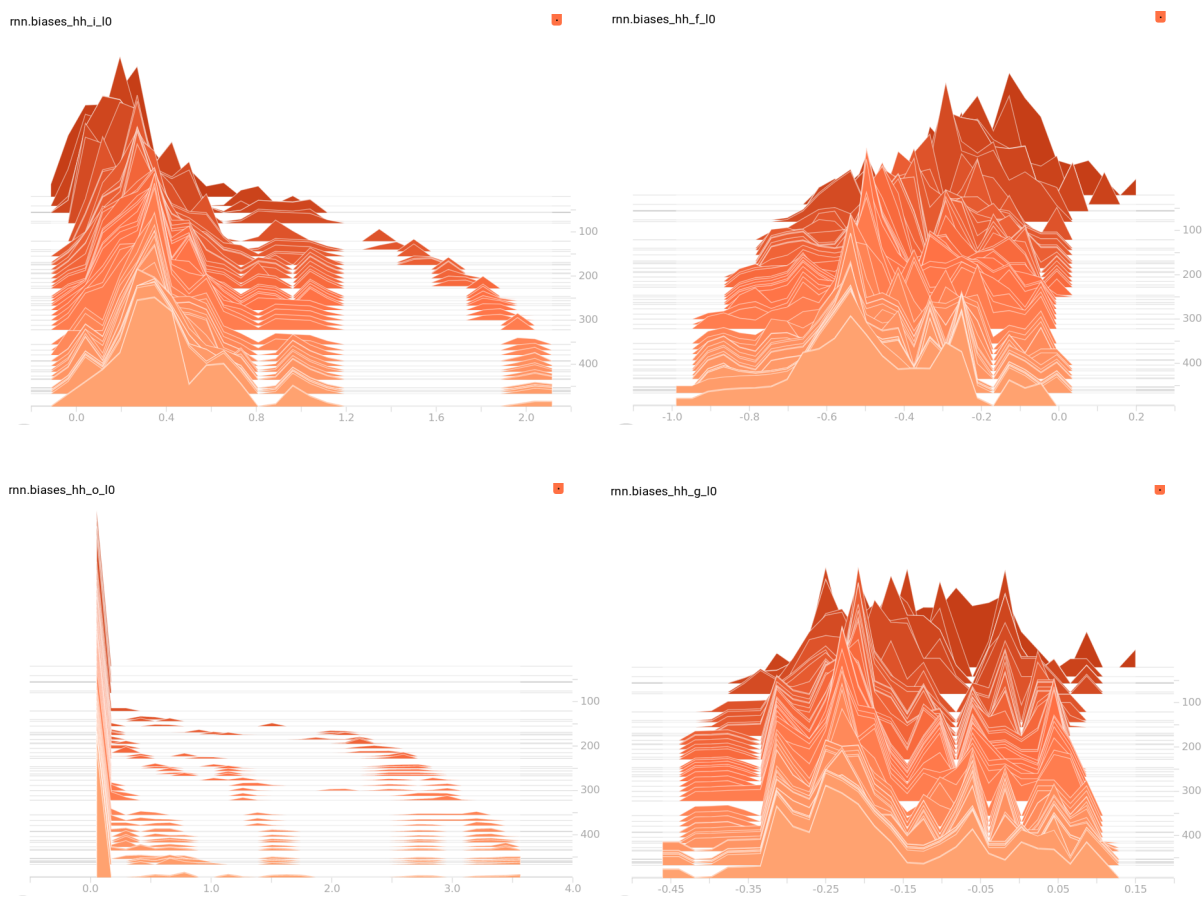 rnn.biases_hh_i_l0
rnn.biases_hh_f_l0
100
200
300
400
0.0 0.4 0.8 1.2 1.6 2.0
100
200
300
400
-1.0 -0.8 -0.6 -0.4 -0.2 0.0 0.2
rnn.biases_hh_o_l0
rnn.biases_hh_g_l0
100
200
300
400
0.0 1.0 2.0 3.0 4.0
100
200
300
400
-0.45 -0.35 -0.25 -0.15 -0.05 0.05 0.15